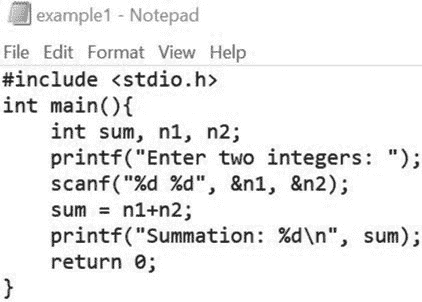 example1 - Notepad
File Edit Format View Help
#include <stdio.h>
int main(){
    int sum, n1, n2;
    printf("Enter two integers: ");
    scanf("%d %d", &n1, &n2);
    sum = n1+n2;
    printf("Summation: %d\n", sum);
    return 0;
}